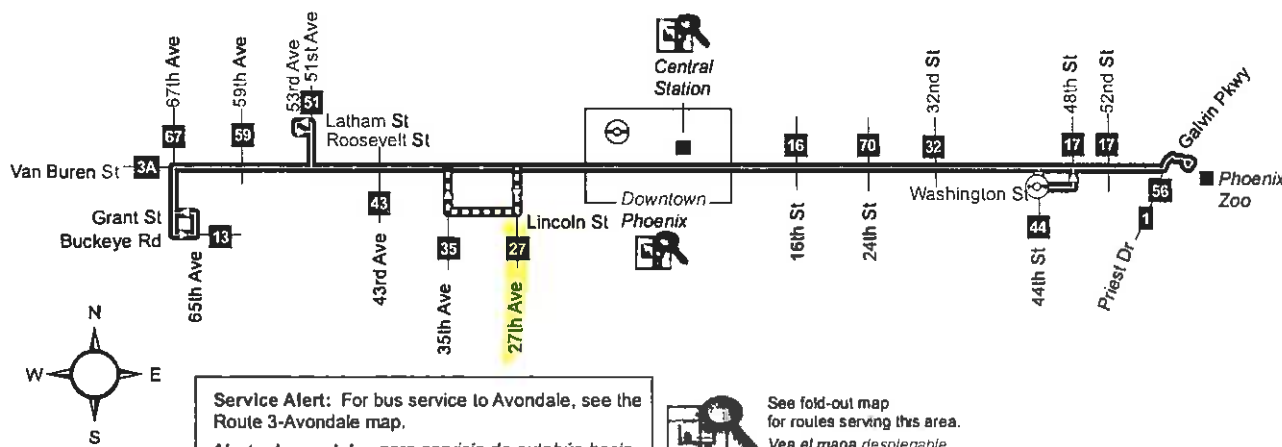 67th Ave
59th Ave
53rd Ave
51st Ave
67
59
51
Latham St
Roosevelt St
Central
Station
16
70
32nd St
32
48th St
17
52nd St
17
Galvin Pkwy
Van Buren St
3A
Washington St
Phoenix
Zoo
56
1
Priest Dr
Grant St
Buckeye Rd
13
65th Ave
43
43rd Ave
35
35th Ave
27
27th Ave
Lincoln St
Downtown
Phoenix
16th St
24th St
44
44th St
N
W
E
S
Service Alert: For bus service to Avondale, see the
Route 3-Avondale map.
See fold-out map
for routes serving this area.
Vea el mapa desplegable